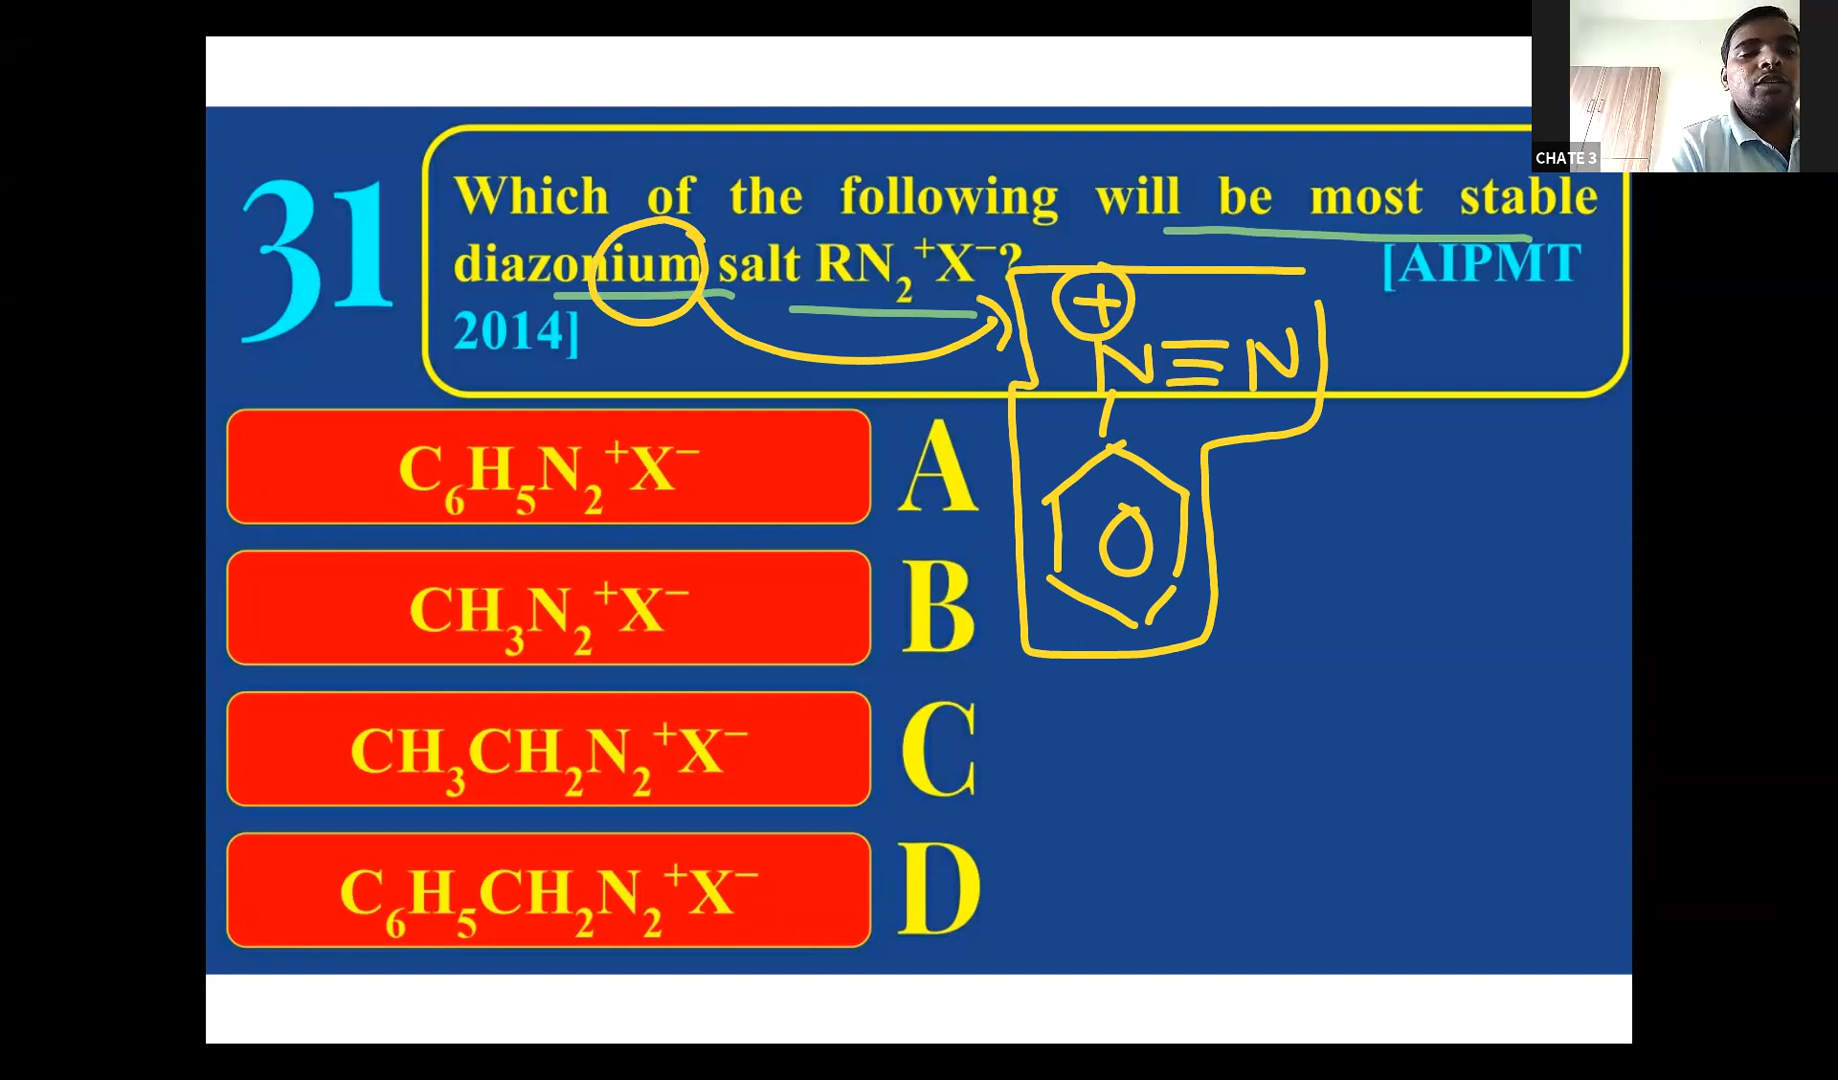 CHATE 3
31
Which of the following will be most stable
diazonium salt RN₂⁺X⁻? [AIPMT
2014]
⊕
N≡N
C₆H₅N₂⁺X⁻ A
CH₃N₂⁺X⁻ B
CH₃CH₂N₂⁺X⁻ C
C₆H₅CH₂N₂⁺X⁻ D